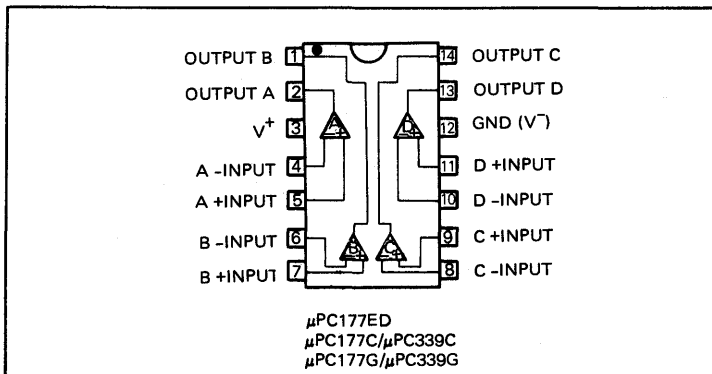 OUTPUT B 1
14 OUTPUT C
OUTPUT A 2
13 OUTPUT D
V+ 3
12 GND (V⁻)
A -INPUT 4
11 D +INPUT
A +INPUT 5
10 D -INPUT
B -INPUT 6
9 C +INPUT
B +INPUT 7
8 C -INPUT
A
-+
D
-+
B
-+
C
-+
μPC177ED
μPC177C/μPC339C
μPC177G/μPC339G